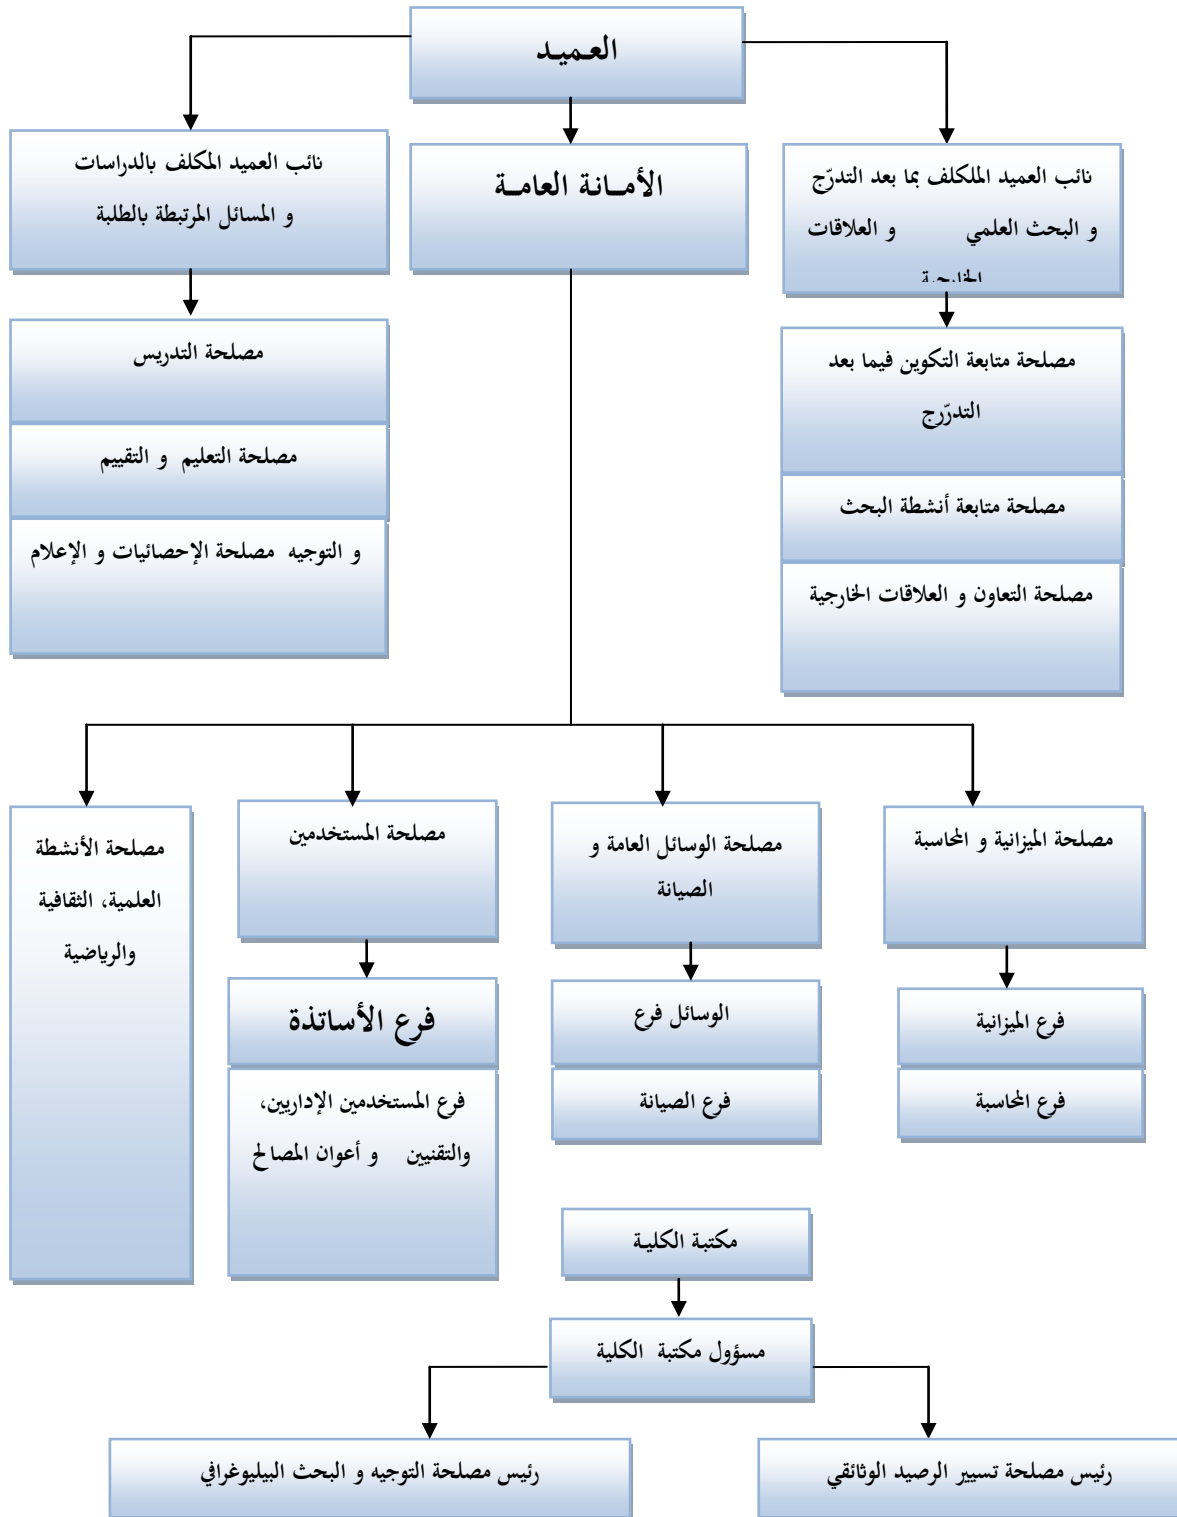 العميـد
نائب العميد الملكلف بما بعد التدرّج
و البحث العلمي و العلاقات
الخارجية
الأمـانة العامـة
نائب العميد المكلف بالدراسات
و المسائل المرتبطة بالطلبة
مصلحة متابعة التكوين فيما بعد
التدرّرج
مصلحة متابعة أنشطة البحث
مصلحة التعاون و العلاقات الخارجية
مصلحة التدريس
مصلحة التعليم و التقييم
و التوجيه مصلحة الإحصائيات و الإعلام
مصلحة الميزانية و المحاسبة
فرع الميزانية
فرع المحاسبة
مصلحة الوسائل العامة و
الصيانة
الوسائل فرع
فرع الصيانة
مصلحة المستخدمين
فرع الأساتذة
فرع المستخدمين الإداريين،
والتقنيين و أعوان المصالح
مصلحة الأنشطة
العلمية، الثقافية
والرياضية
مكتبة الكليـة
مسؤول مكتبة الكلية
رئيس مصلحة تسيير الرصيد الوثائقي
رئيس مصلحة التوجيه و البحث البيليوغرافي